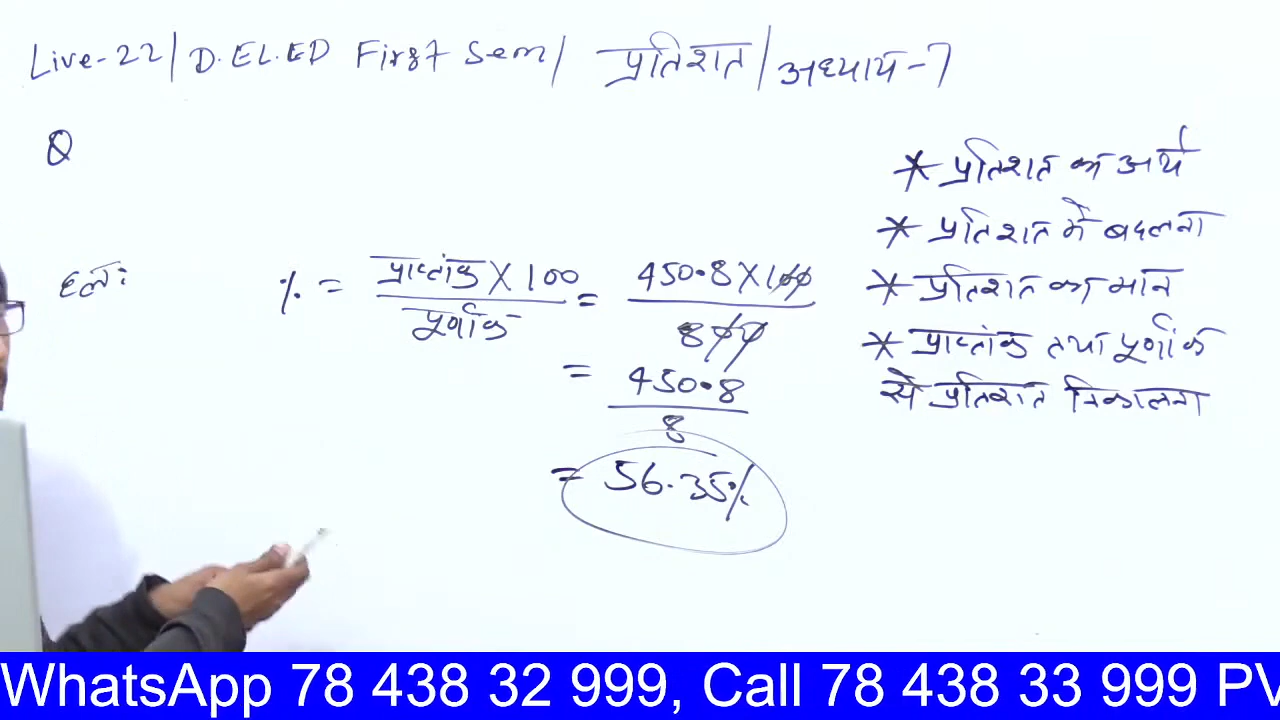 Live-22/D.EL.ED First Sem/ प्रतिशत/अध्याय-7
Q
हलः % = प्राप्तांक X 100 / पूर्णांक = 450.8 X 100 / 800
= 450.8 / 8
= 56.35%
* प्रतिशत का अर्थ
* प्रतिशत में बदलना
* प्रतिशत का मान
* प्राप्तांक तथा पूर्णांक
से प्रतिशत निकालना
WhatsApp 78 438 32 999, Call 78 438 33 999 PV